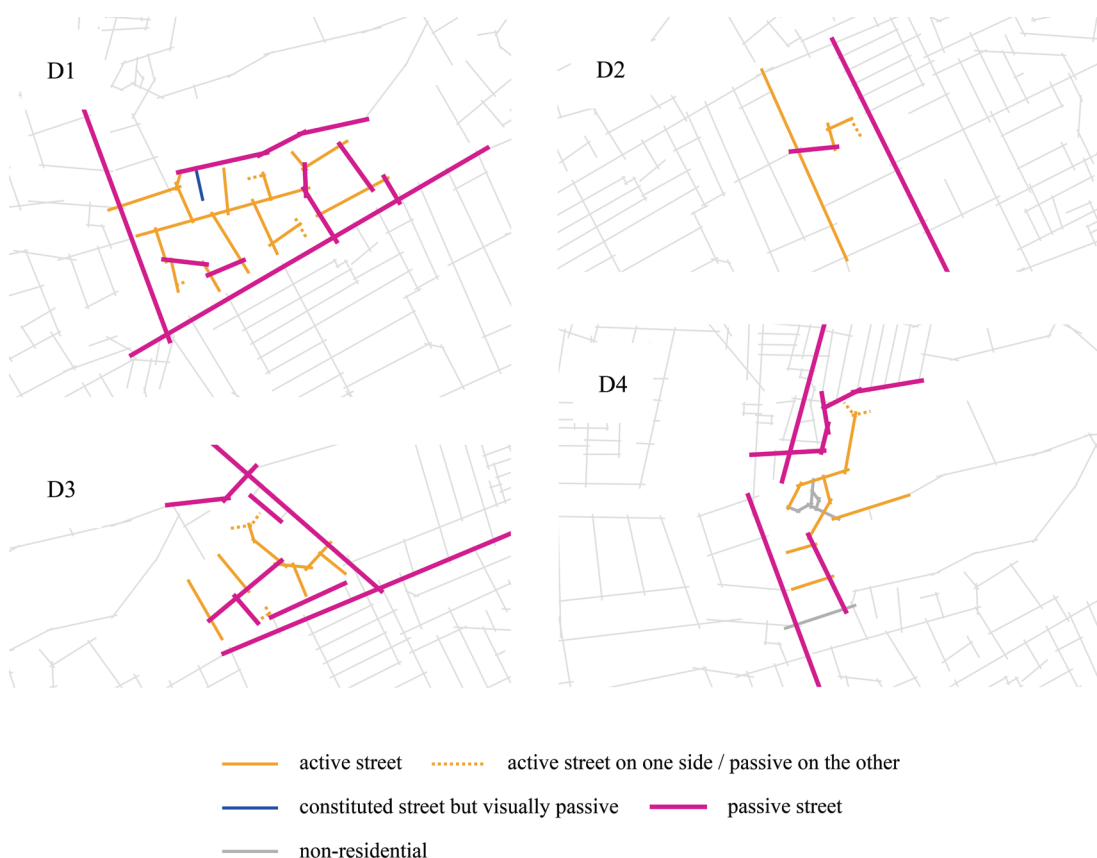 D1
D2
D3
D4
active street
active street on one side / passive on the other
constituted street but visually passive
passive street
non-residential